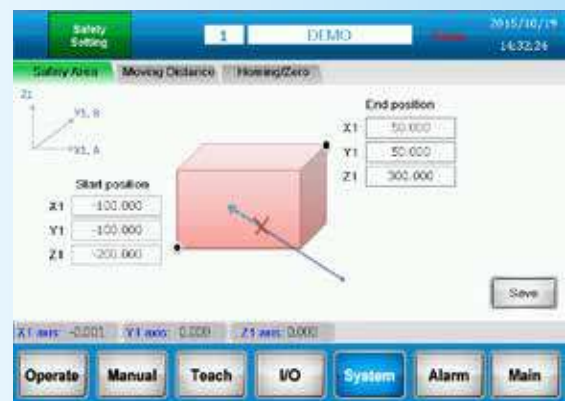 Safety
Setting
1
DEMO
2015/10/19
14:32:26
Safety Area
Moving Distance
Homing/Zero
Z1
Y1, B
X1, A
End position
X1 50.000
Y1 50.000
Z1 300.000
Start position
X1 -100.000
Y1 -100.000
Z1 -200.000
Save
X1 axis: -0.001 Y1 axis: 0.000 Z1 axis: 0.000
Operate
Manual
Teach
I/O
System
Alarm
Main